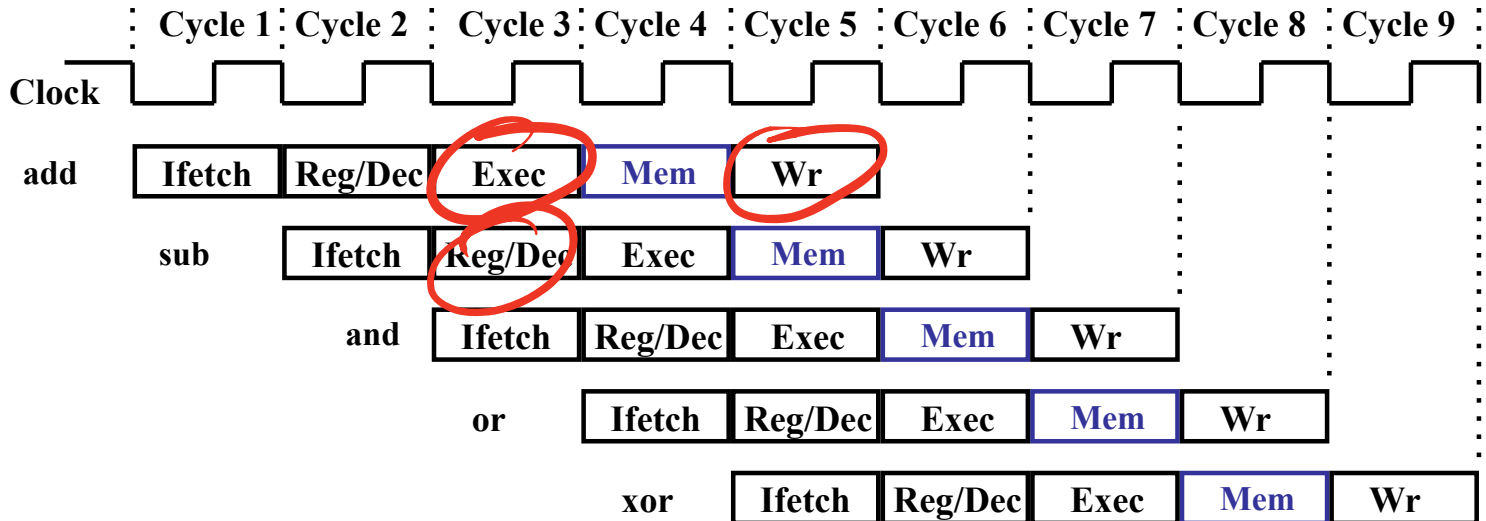 Cycle 1 Cycle 2 Cycle 3 Cycle 4 Cycle 5 Cycle 6 Cycle 7 Cycle 8 Cycle 9
Clock
add Ifetch Reg/Dec Exec Mem Wr
sub Ifetch Reg/Dec Exec Mem Wr
and Ifetch Reg/Dec Exec Mem Wr
or Ifetch Reg/Dec Exec Mem Wr
xor Ifetch Reg/Dec Exec Mem Wr